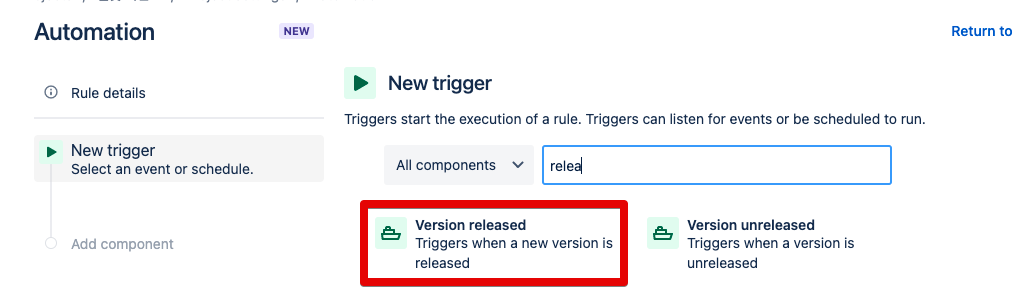 Automation
NEW
Return to
Rule details
New trigger
Triggers start the execution of a rule. Triggers can listen for events or be scheduled to run.
New trigger
Select an event or schedule.
All components
relea
Version released
Triggers when a new version is
released
Version unreleased
Triggers when a version is
unreleased
Add component